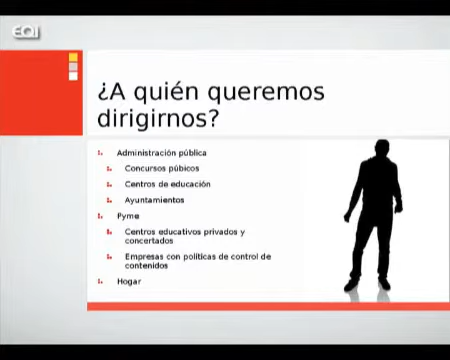 EQI
¿A quién queremos
dirigirnos?
Administración pública
Concursos púbicos
Centros de educación
Ayuntamientos
Pyme
Centros educativos privados y
concertados
Empresas con políticas de control de
contenidos
Hogar